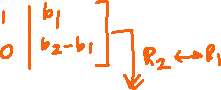 1 | b₁
0 | b₂-b₁ ] R₂ ↔ R₁